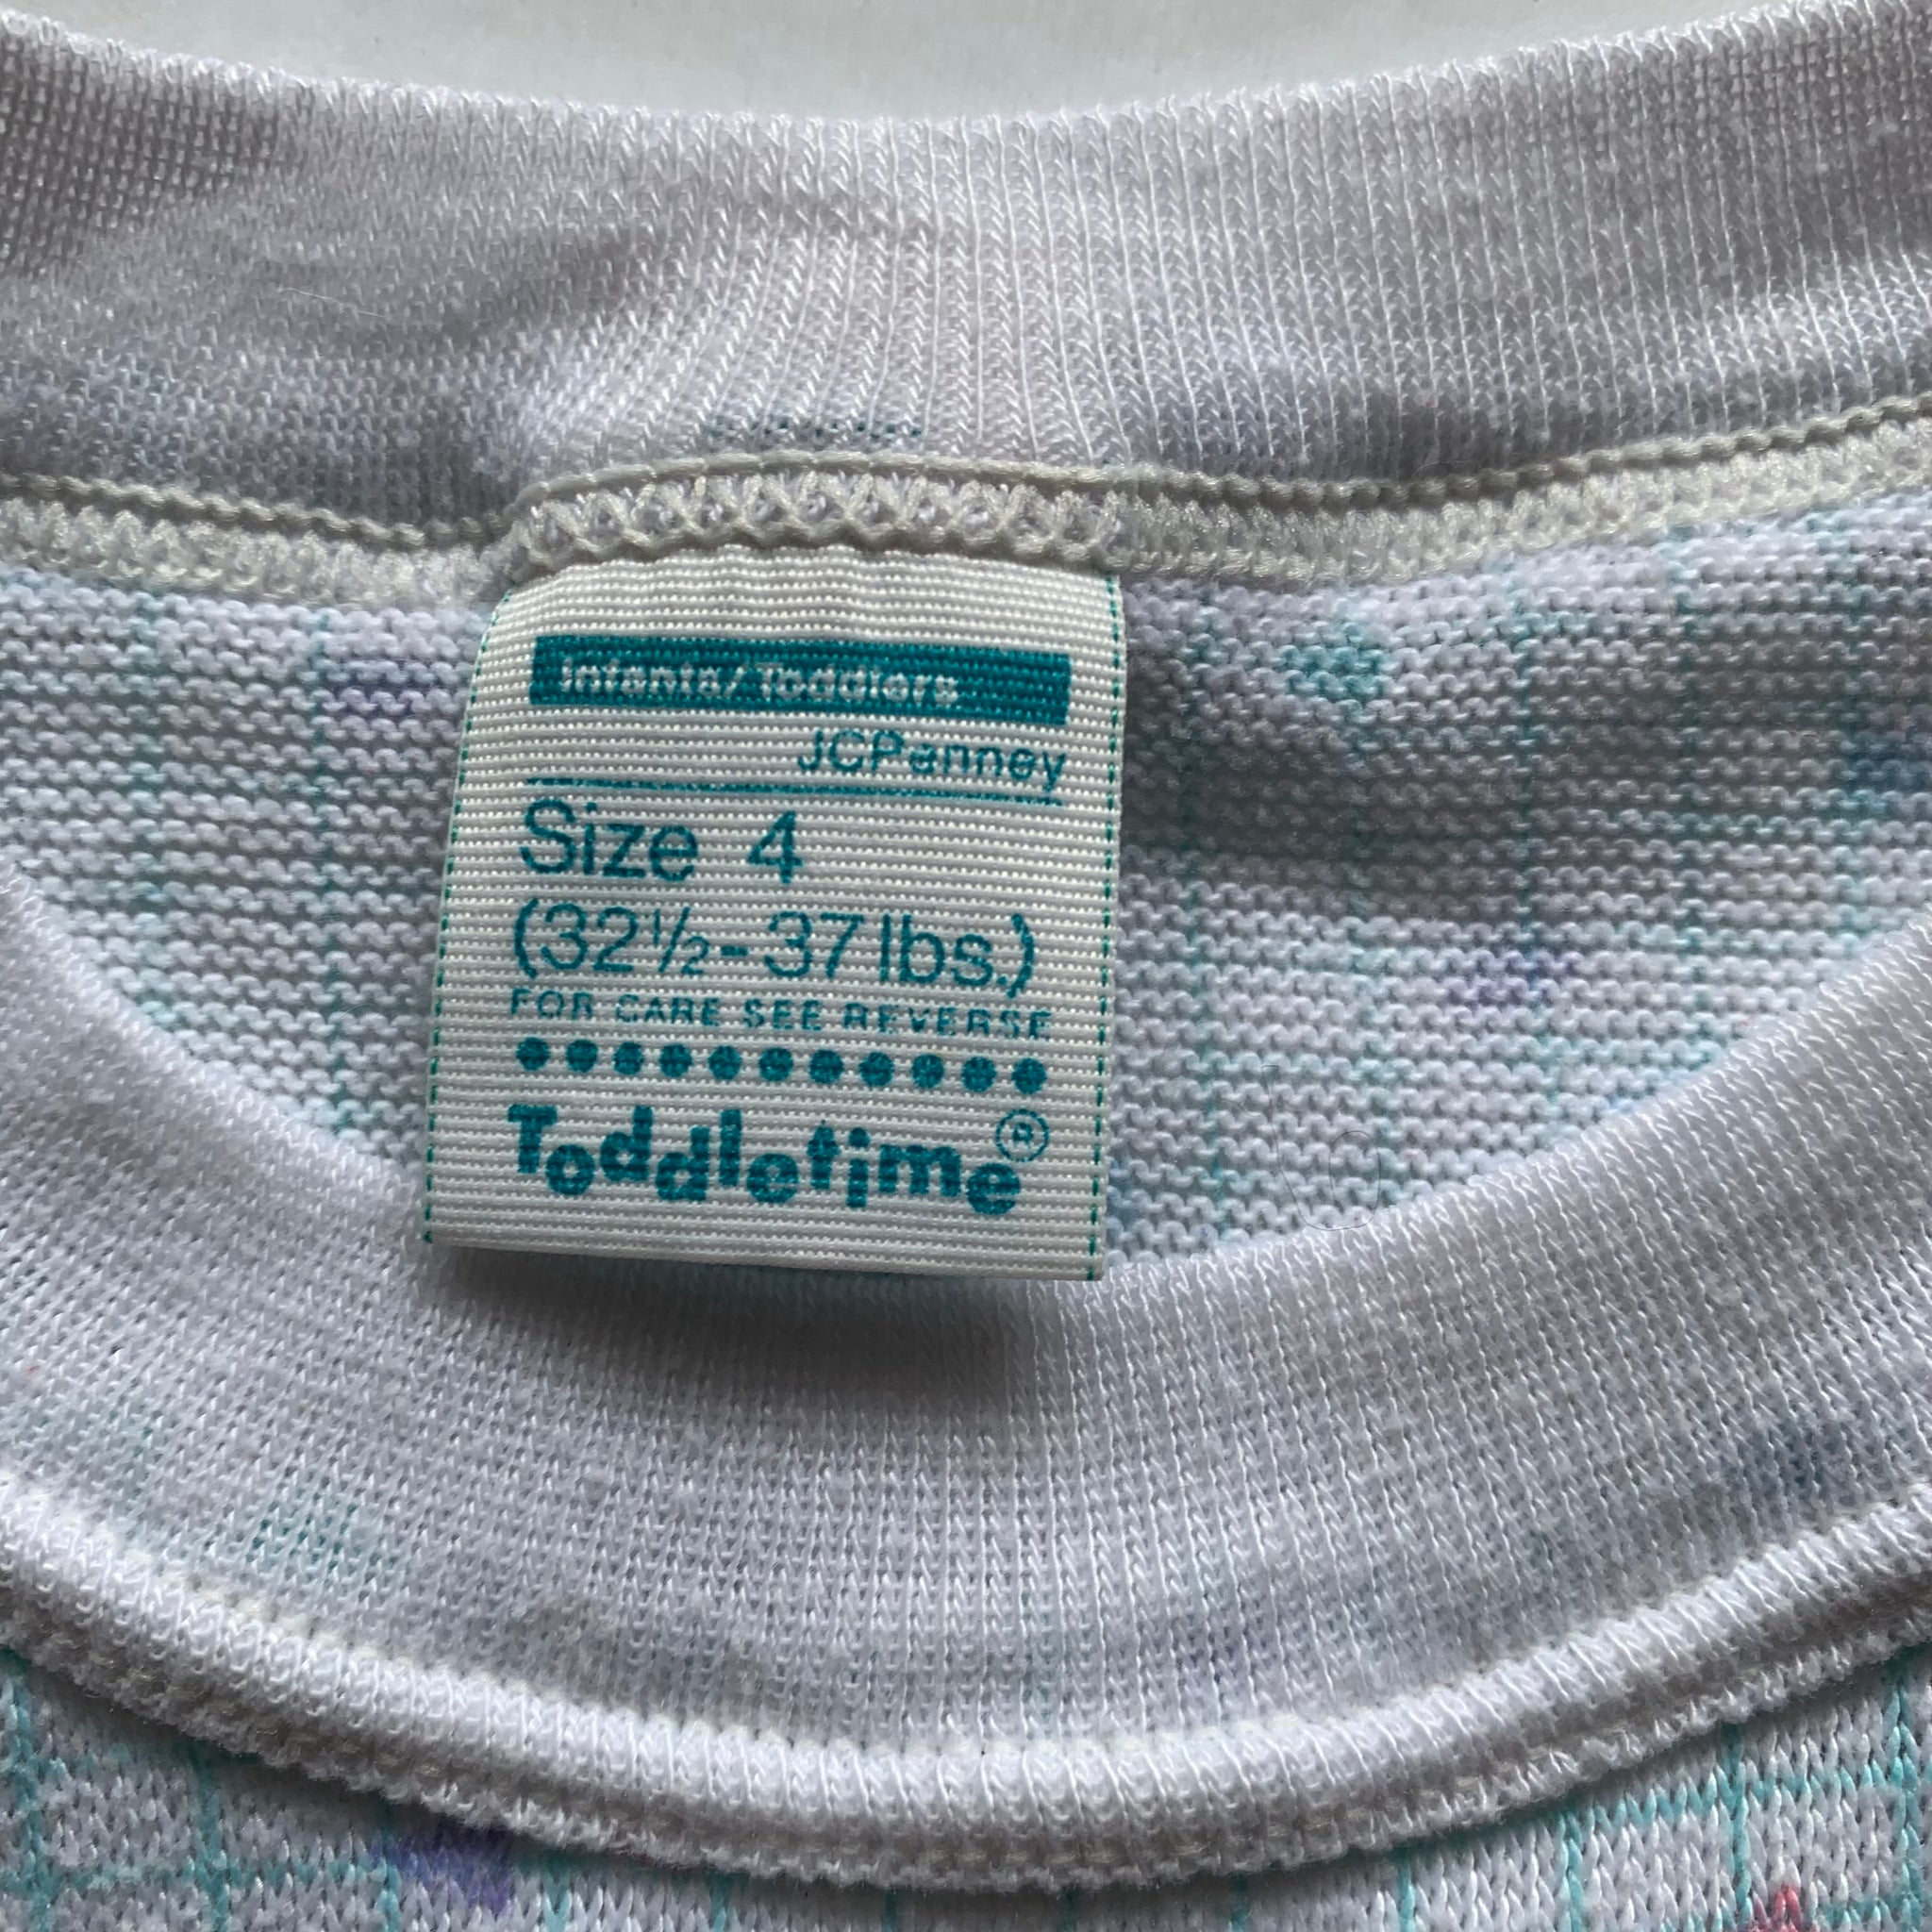 Infants/Toddlers
JCPenney
Size 4
(32½-37 lbs.)
FOR CARE SEE REVERSE
Toddletime®